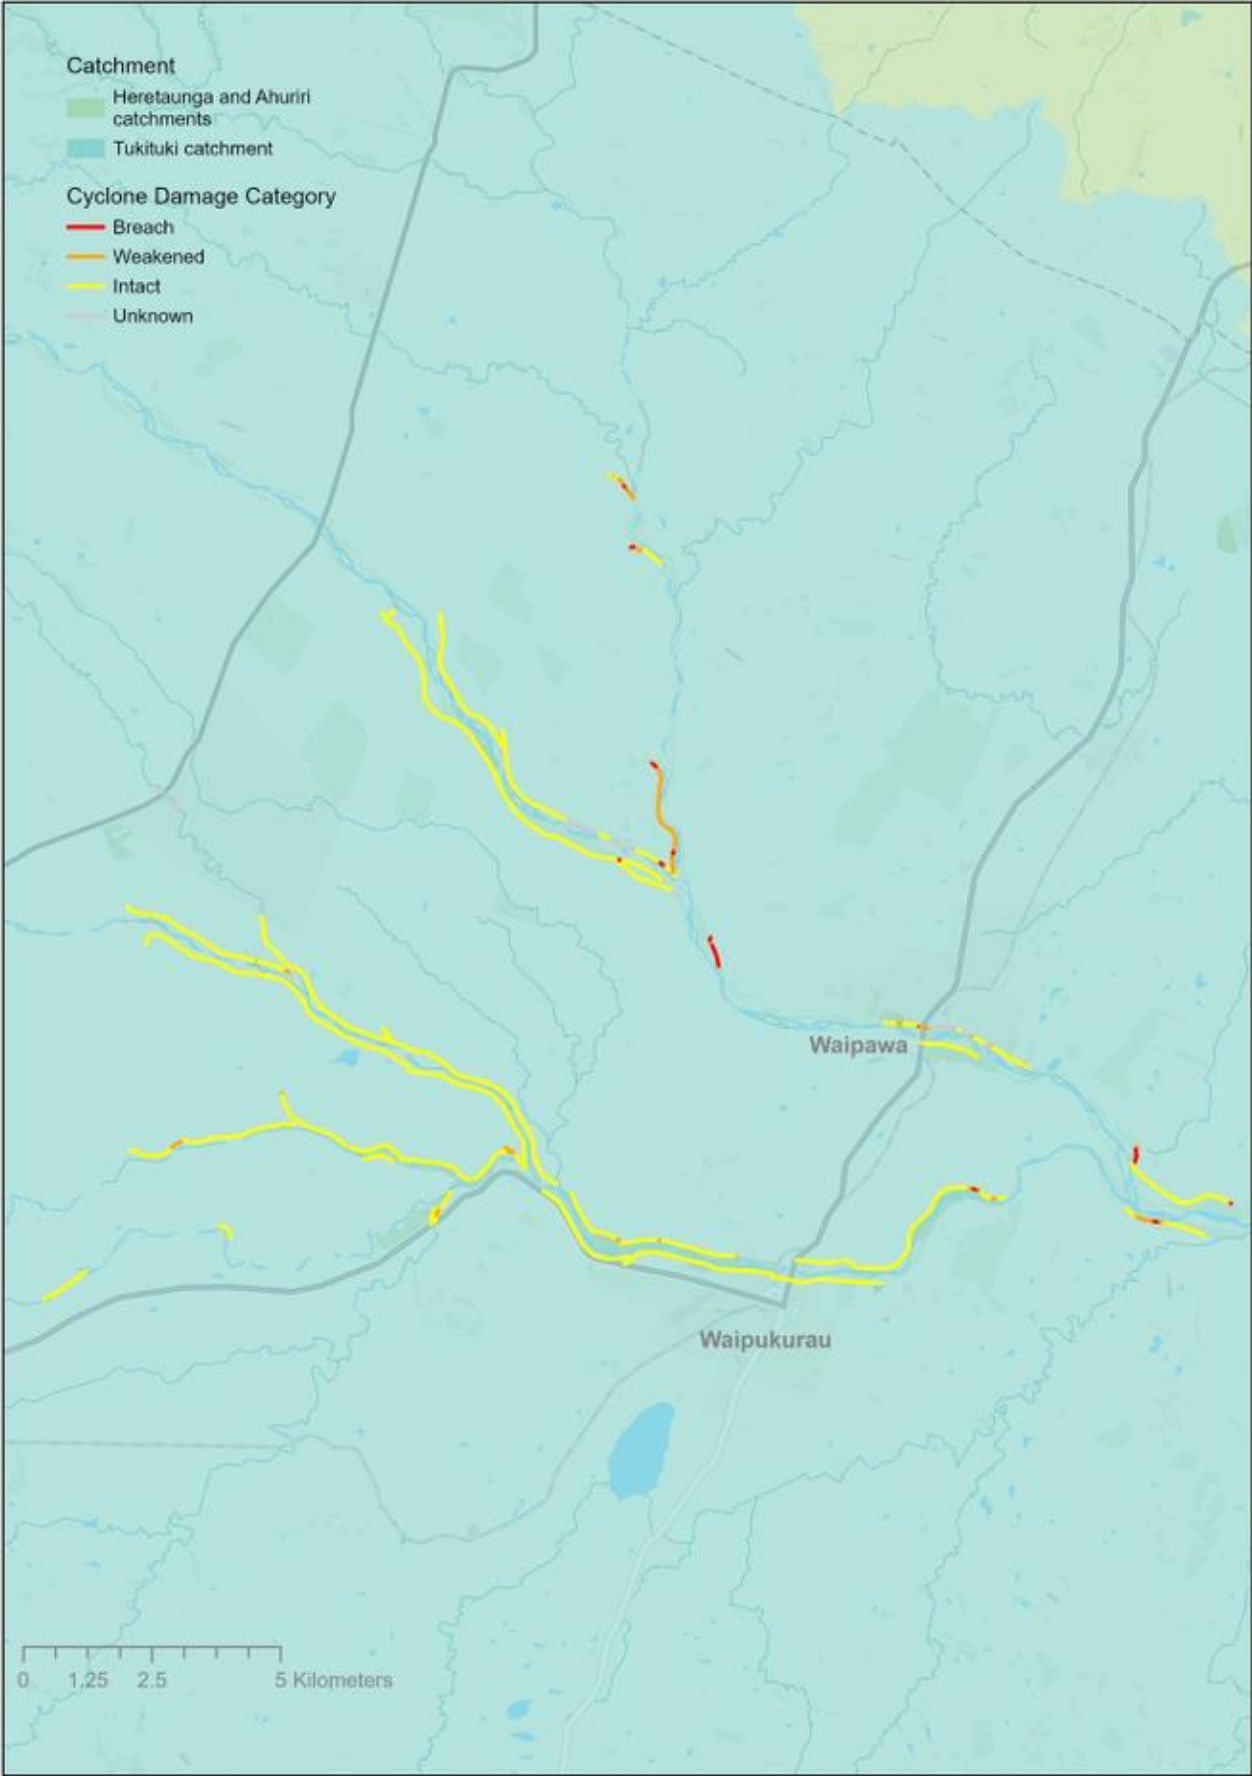 Catchment
Heretaunga and Ahuriri
catchments
Tukituki catchment
Cyclone Damage Category
Breach
Weakened
Intact
Unknown
Waipawa
Waipukurau
0 1.25 2.5 5 Kilometers